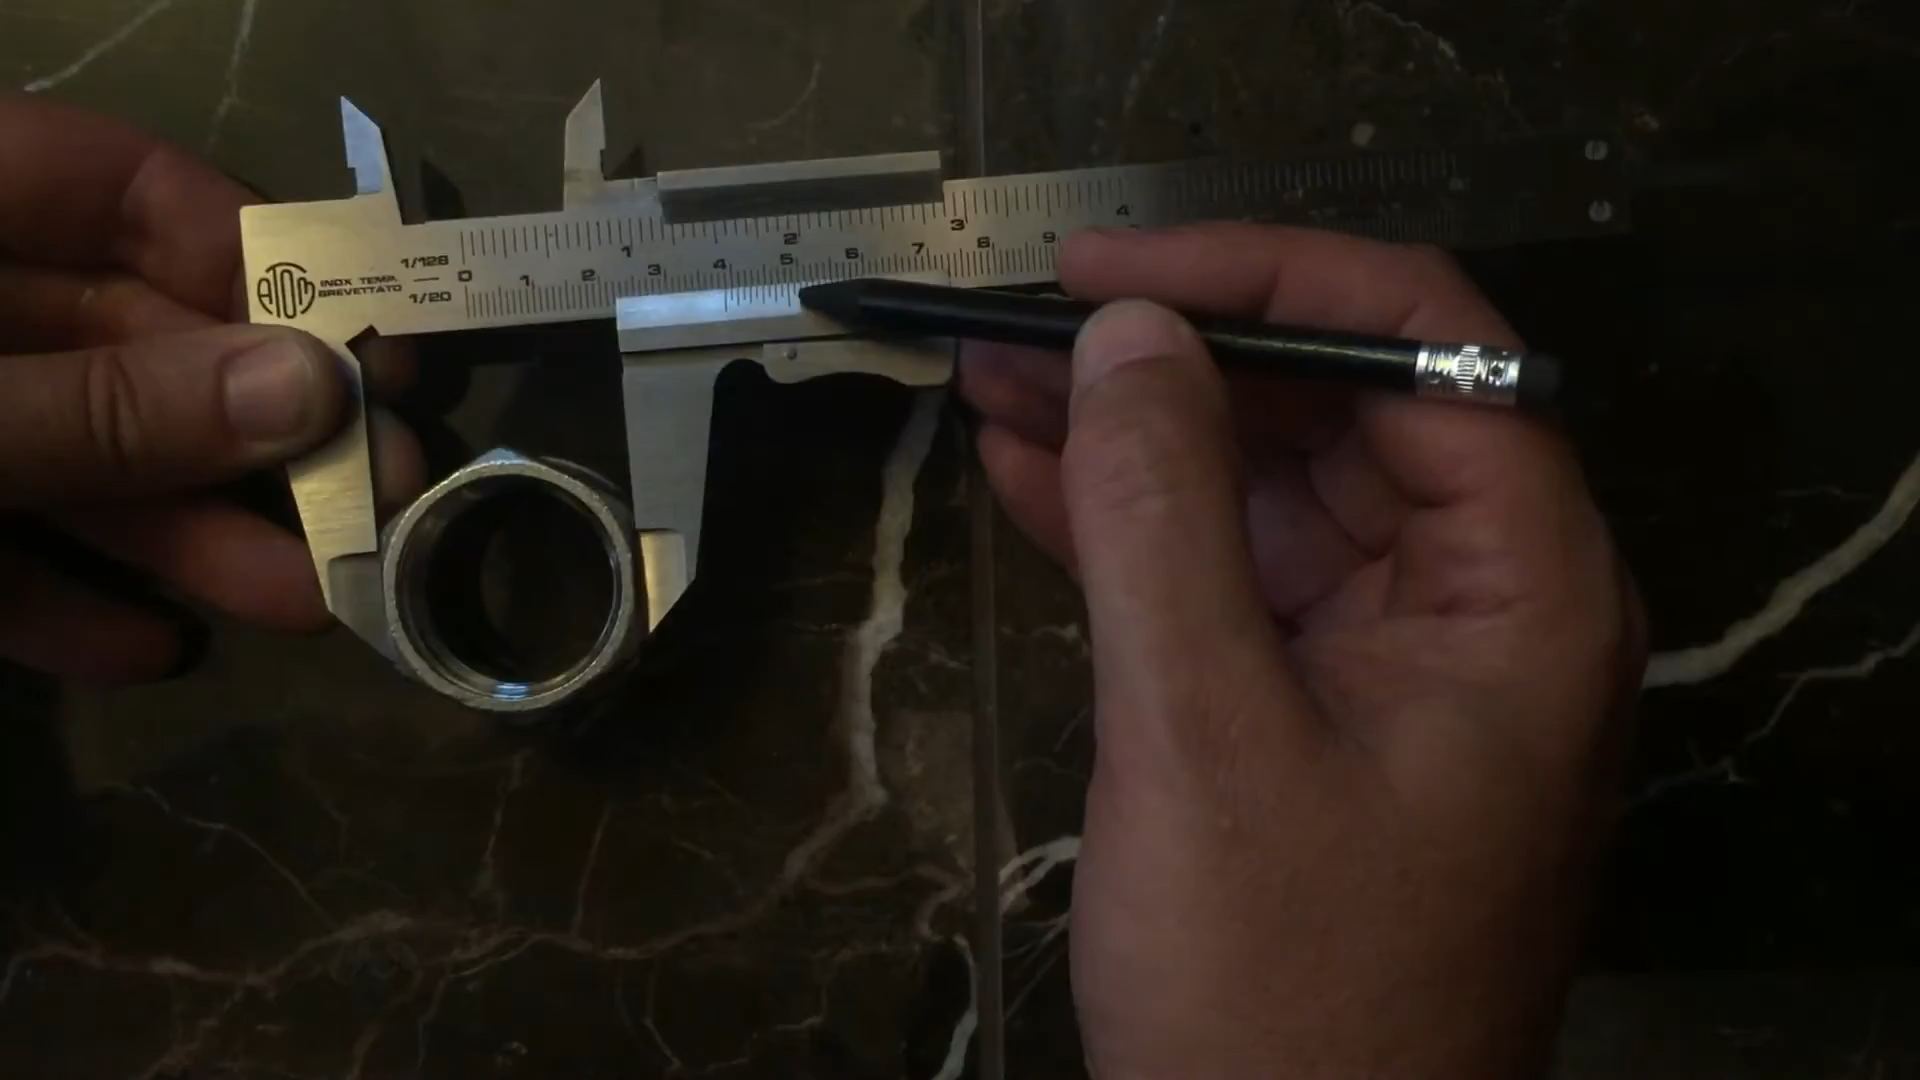 ATOM
INOX TEMP.
BREVETTATO
1/128
1/20
1 2 3 4
0 1 2 3 4 5 6 7 8 9